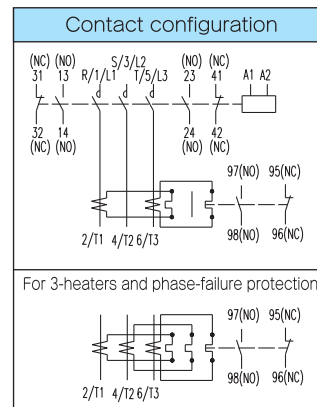 Contact configuration
(NC) (NO) S/3/L2 (NO) (NC)
31 13 R/1/L1 T/5/L3 23 41 A1 A2
32 14 24 42
(NC) (NO) (NO) (NC)
97(NO) 95(NC)
2/T1 4/T2 6/T3 98(NO) 96(NC)
For 3-heaters and phase-failure protection
97(NO) 95(NC)
2/T1 4/T2 6/T3 98(NO) 96(NC)